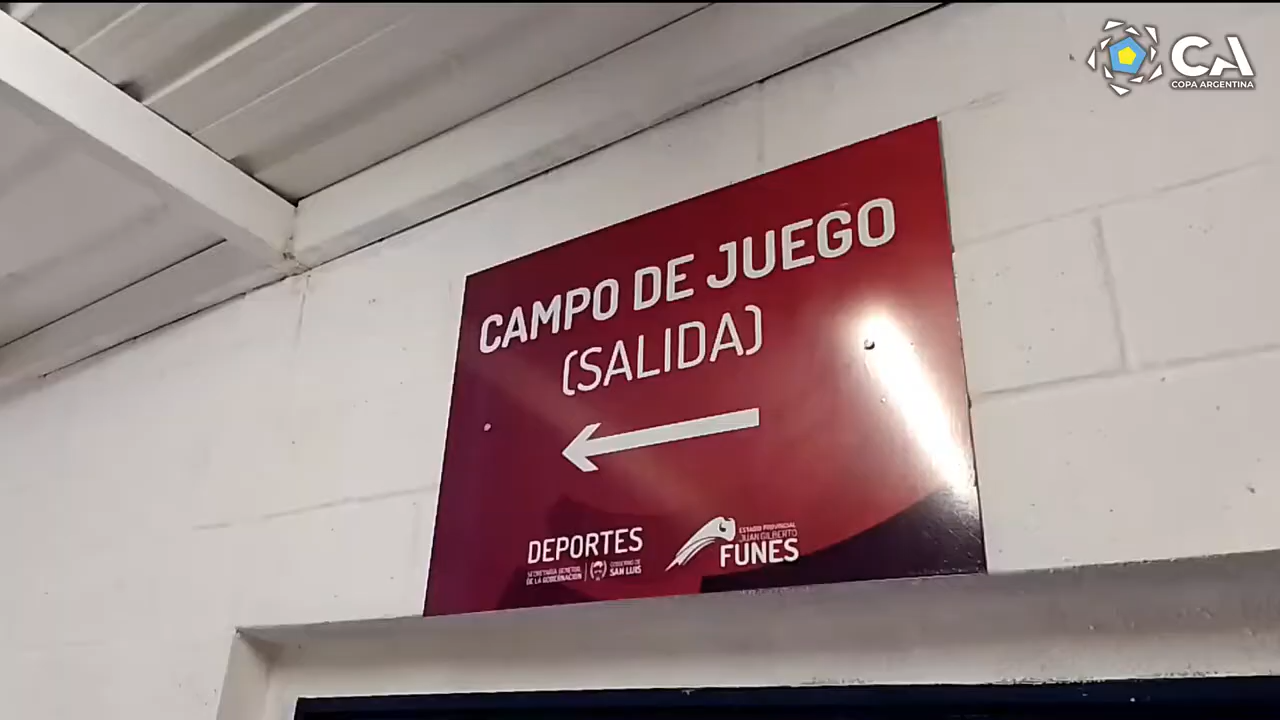 CA
COPA ARGENTINA
CAMPO DE JUEGO
(SALIDA)
DEPORTES
SECRETARÍA GENERAL
DE LA GOBERNACIÓN
GOBIERNO DE
SAN LUIS
ESTADIO PROVINCIAL
JUAN GILBERTO
FUNES